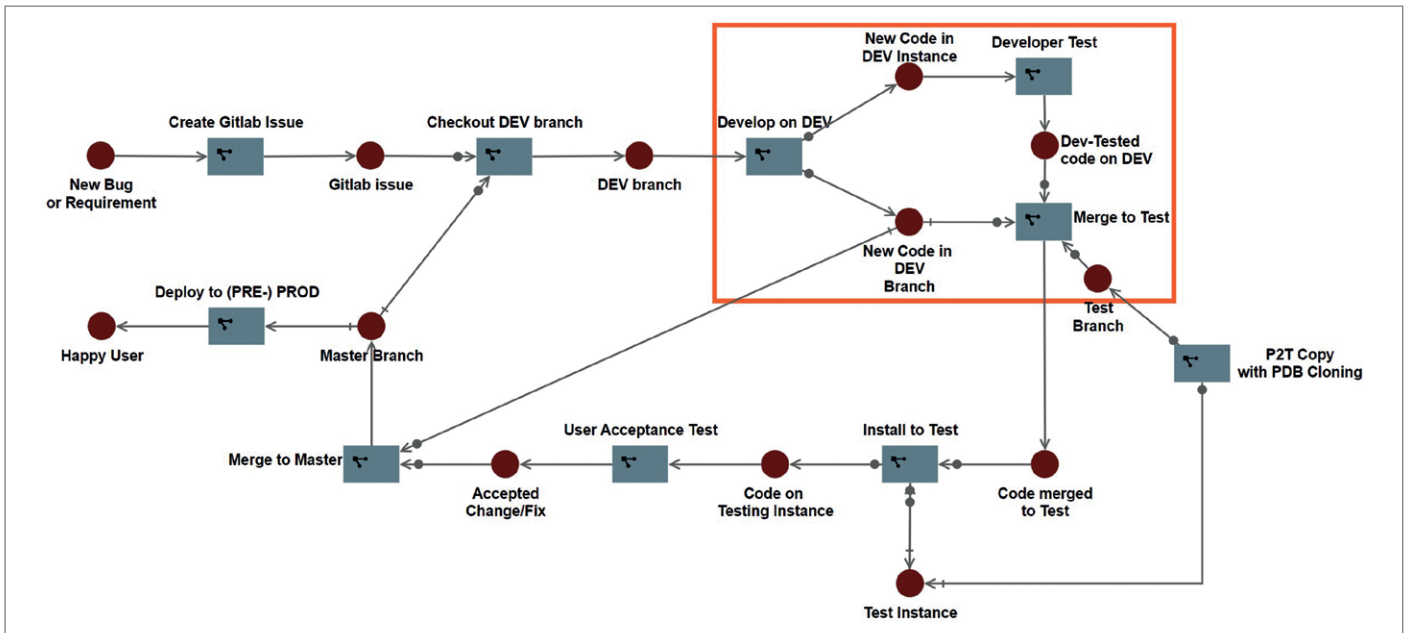 New Code in
DEV Instance
Developer Test
Create Gitlab Issue
Checkout DEV branch
Develop on DEV
Dev-Tested
code on DEV
New Bug
or Requirement
Gitlab issue
DEV branch
Merge to Test
New Code in
DEV
Branch
Deploy to (PRE-) PROD
Test
Branch
Happy User
Master Branch
P2T Copy
with PDB Cloning
User Acceptance Test
Install to Test
Merge to Master
Accepted
Change/Fix
Code on
Testing Instance
Code merged
to Test
Test Instance